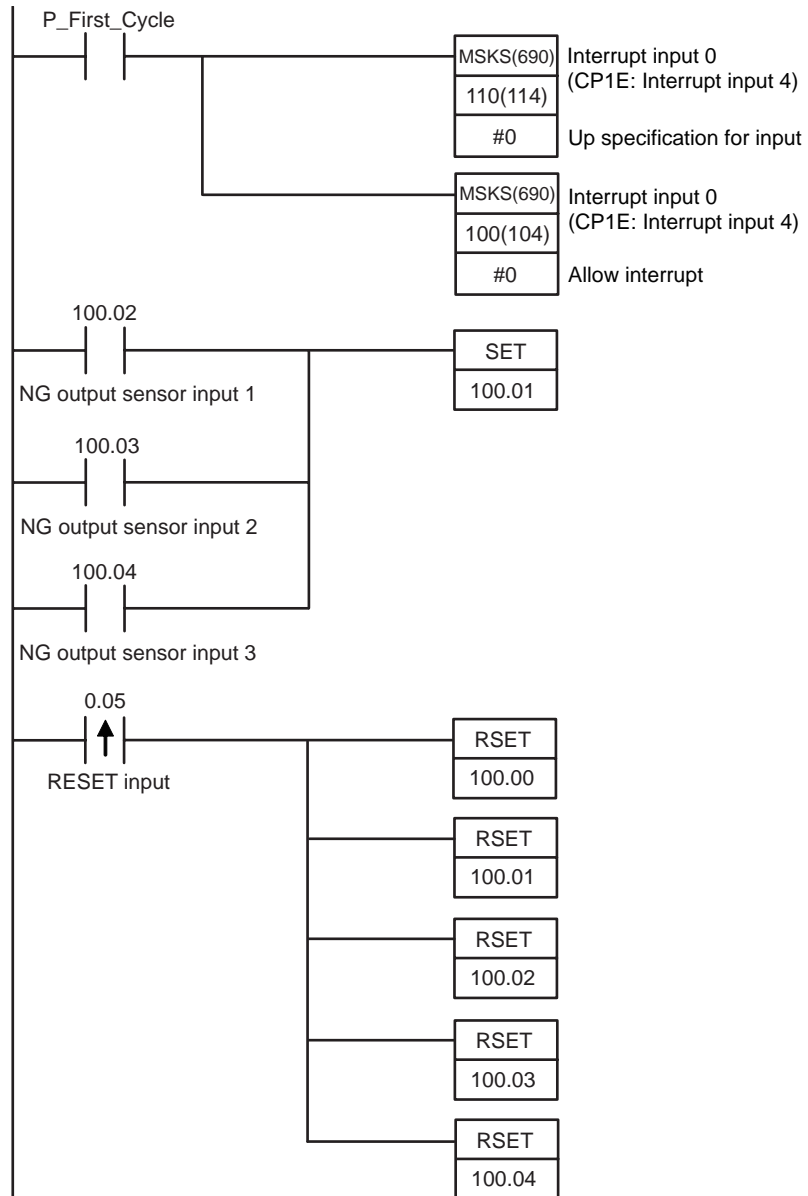 P_First_Cycle
MSKS(690)
Interrupt input 0
(CP1E: Interrupt input 4)
110(114)
#0
Up specification for input
MSKS(690)
Interrupt input 0
(CP1E: Interrupt input 4)
100(104)
#0
Allow interrupt
100.02
SET
NG output sensor input 1
100.01
100.03
NG output sensor input 2
100.04
NG output sensor input 3
0.05
RSET
RESET input
100.00
RSET
100.01
RSET
100.02
RSET
100.03
RSET
100.04